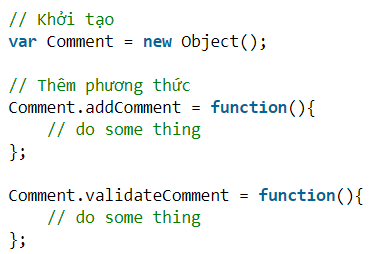 // Khởi tạo
var Comment = new Object();
// Thêm phương thức
Comment.addComment = function(){
// do some thing
};
Comment.validateComment = function(){
// do some thing
};